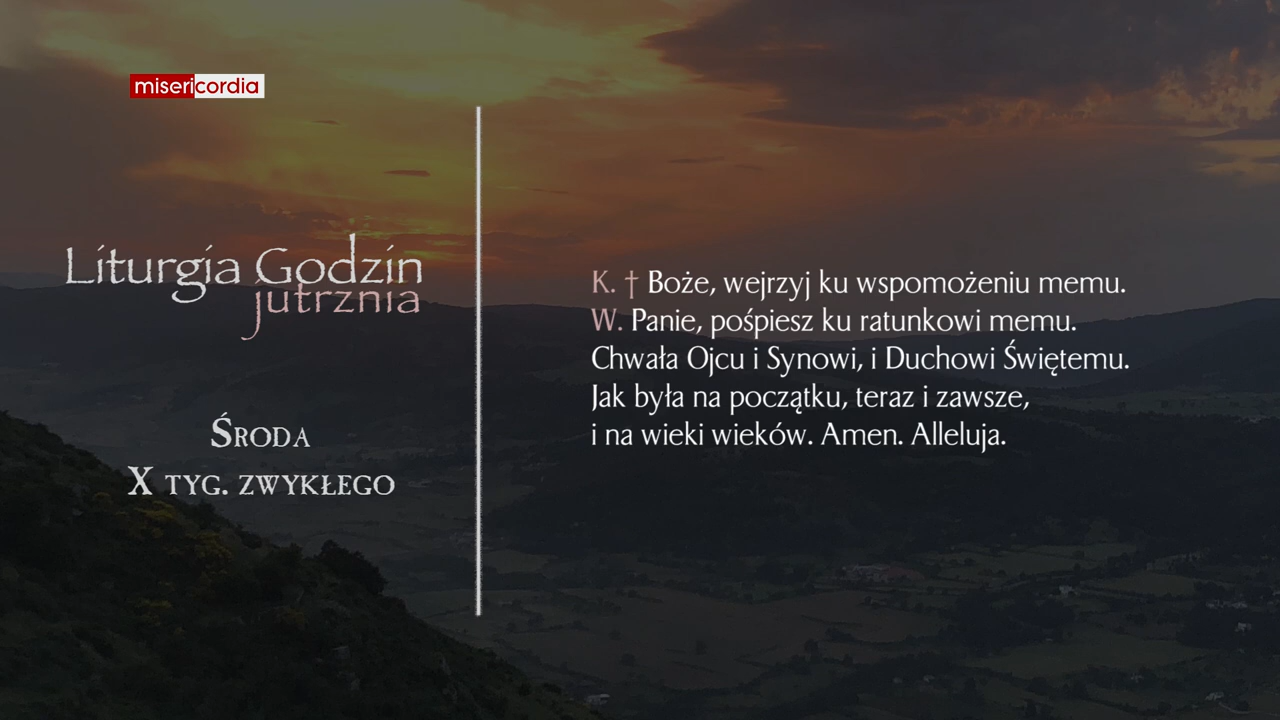 misericordia
Liturgia Godzin
jutrznia
Środa
X tyg. zwykłego
K. † Boże, wejrzyj ku wspomożeniu memu.
W. Panie, pośpiesz ku ratunkowi memu.
Chwała Ojcu i Synowi, i Duchowi Świętemu.
Jak była na początku, teraz i zawsze,
i na wieki wieków. Amen. Alleluja.